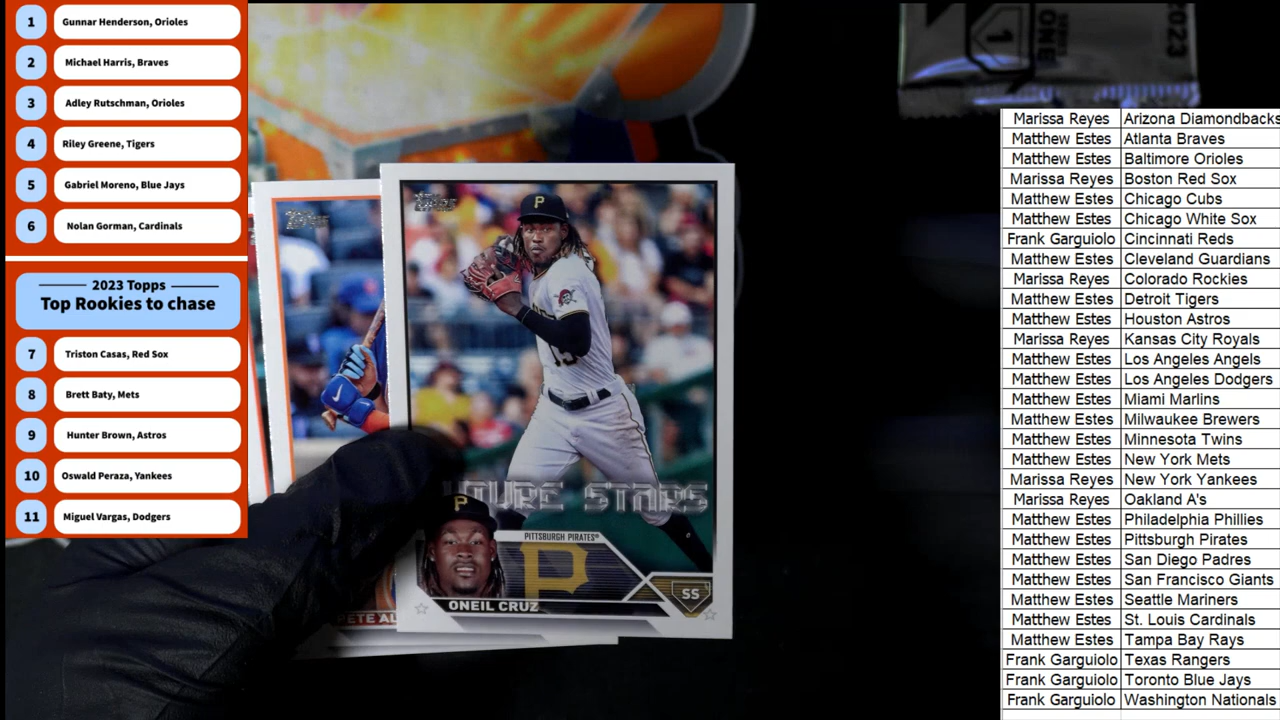 1 Gunnar Henderson, Orioles
2 Michael Harris, Braves
3 Adley Rutschman, Orioles
4 Riley Greene, Tigers
5 Gabriel Moreno, Blue Jays
6 Nolan Gorman, Cardinals
2023 Topps
Top Rookies to chase
7 Triston Casas, Red Sox
8 Brett Baty, Mets
9 Hunter Brown, Astros
10 Oswald Peraza, Yankees
11 Miguel Vargas, Dodgers
Topps
PETE AL
Topps
P
13
FUTURE STARS
P
PITTSBURGH PIRATES®
P
SS
ONEIL CRUZ
1
ONE
2023
Marissa Reyes Arizona Diamondbacks
Matthew Estes Atlanta Braves
Matthew Estes Baltimore Orioles
Marissa Reyes Boston Red Sox
Matthew Estes Chicago Cubs
Matthew Estes Chicago White Sox
Frank Garguiolo Cincinnati Reds
Matthew Estes Cleveland Guardians
Marissa Reyes Colorado Rockies
Matthew Estes Detroit Tigers
Matthew Estes Houston Astros
Marissa Reyes Kansas City Royals
Matthew Estes Los Angeles Angels
Matthew Estes Los Angeles Dodgers
Matthew Estes Miami Marlins
Matthew Estes Milwaukee Brewers
Matthew Estes Minnesota Twins
Matthew Estes New York Mets
Marissa Reyes New York Yankees
Marissa Reyes Oakland A's
Matthew Estes Philadelphia Phillies
Matthew Estes Pittsburgh Pirates
Matthew Estes San Diego Padres
Matthew Estes San Francisco Giants
Matthew Estes Seattle Mariners
Matthew Estes St. Louis Cardinals
Matthew Estes Tampa Bay Rays
Frank Garguiolo Texas Rangers
Frank Garguiolo Toronto Blue Jays
Frank Garguiolo Washington Nationals